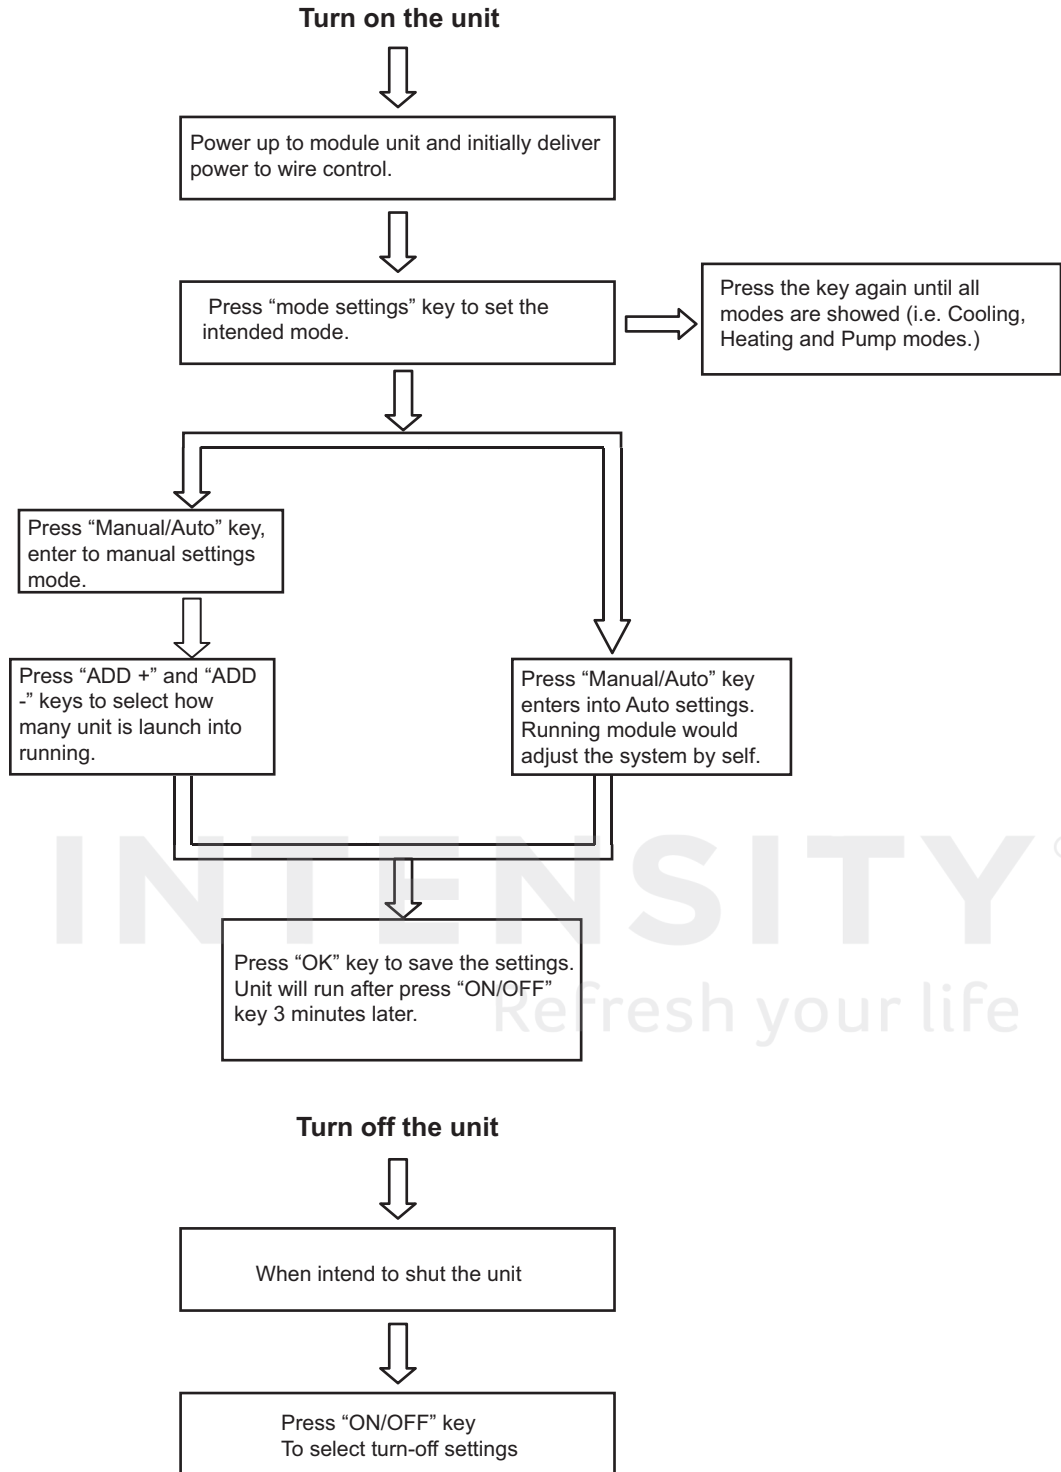 Turn on the unit
Power up to module unit and initially deliver
power to wire control.
Press “mode settings” key to set the
intended mode.
Press the key again until all
modes are showed (i.e. Cooling,
Heating and Pump modes.)
Press “Manual/Auto” key,
enter to manual settings
mode.
Press “ADD +” and “ADD
-” keys to select how
many unit is launch into
running.
Press “Manual/Auto” key
enters into Auto settings.
Running module would
adjust the system by self.
INTENSITY
Refresh your life
Press “OK” key to save the settings.
Unit will run after press “ON/OFF”
key 3 minutes later.
Turn off the unit
When intend to shut the unit
Press “ON/OFF” key
To select turn-off settings